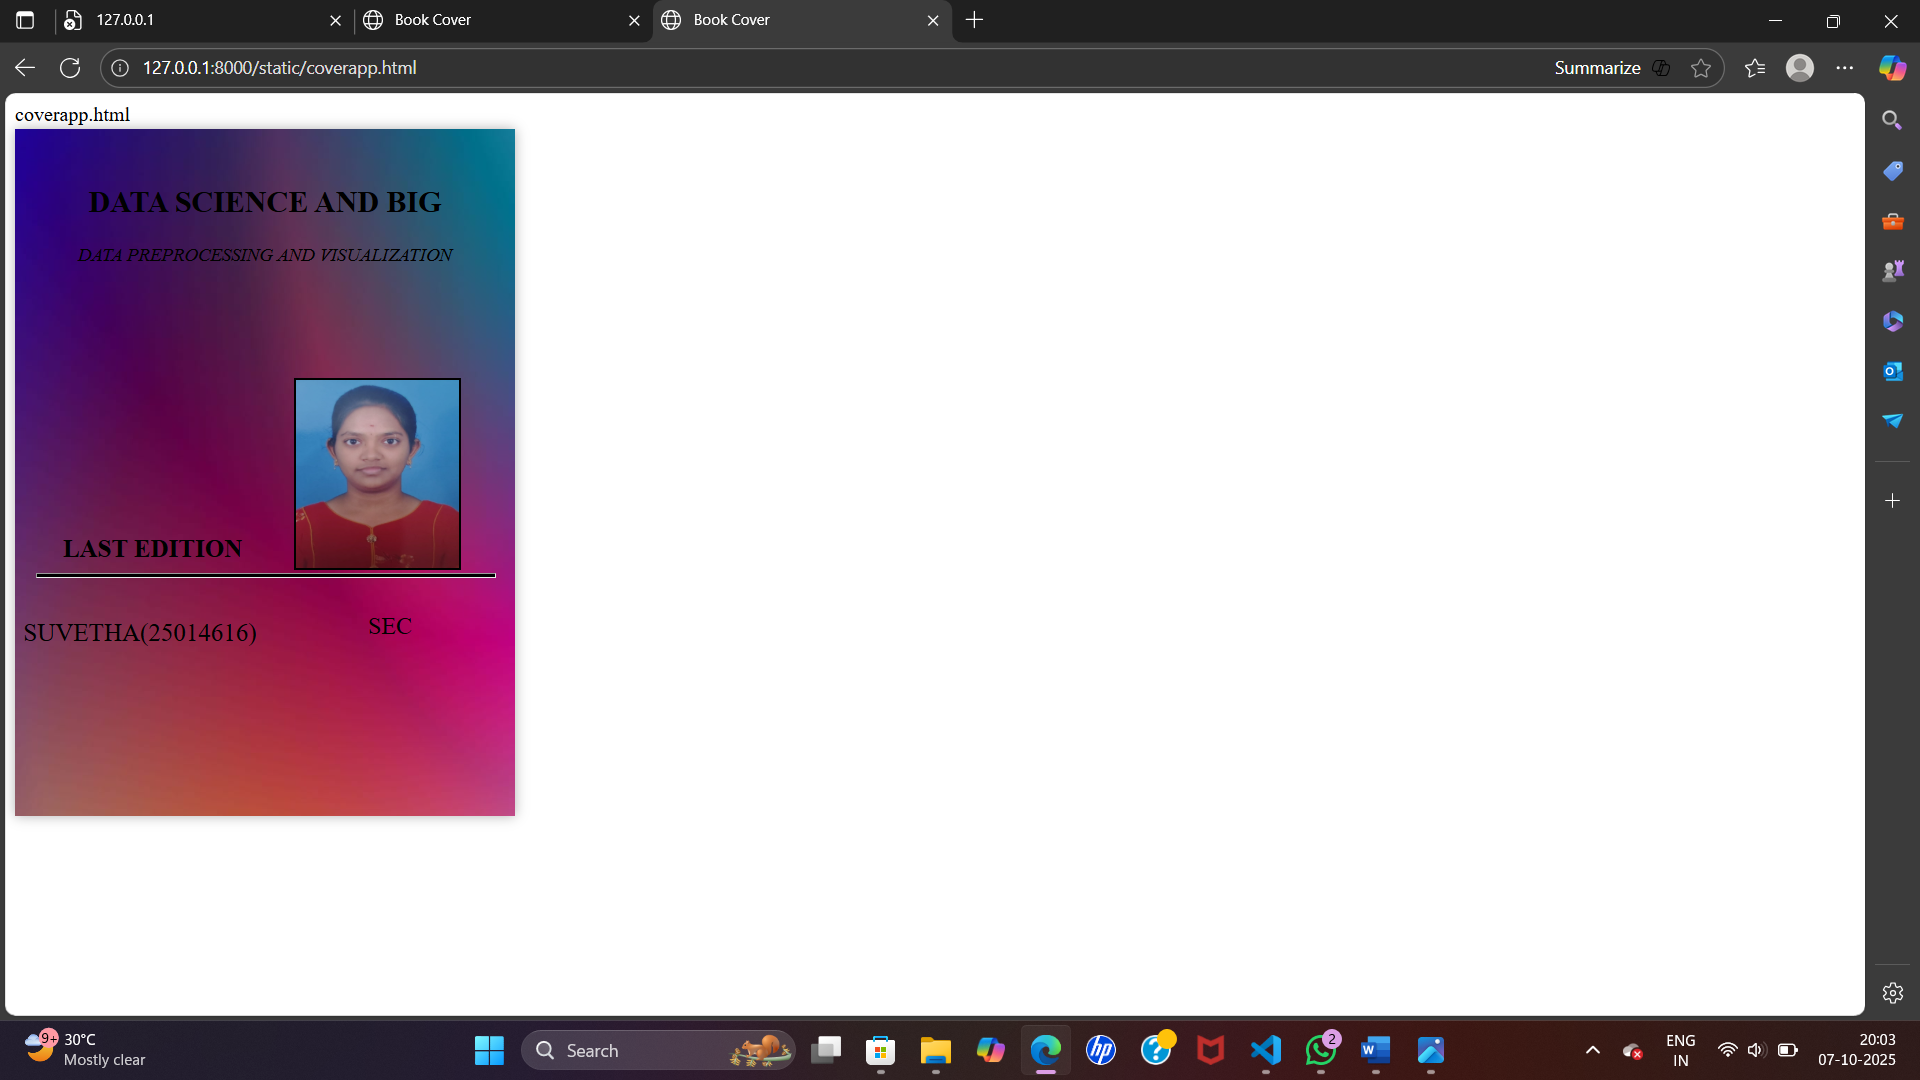 127.0.0.1
Book Cover
Book Cover
127.0.0.1:8000/static/coverapp.html
Summarize
coverapp.html
DATA SCIENCE AND BIG
DATA PREPROCESSING AND VISUALIZATION
LAST EDITION
SUVETHA(25014616)
SEC
9+
30°C
Mostly clear
Search
hp
?
2
W
ENG
IN
20:03
07-10-2025